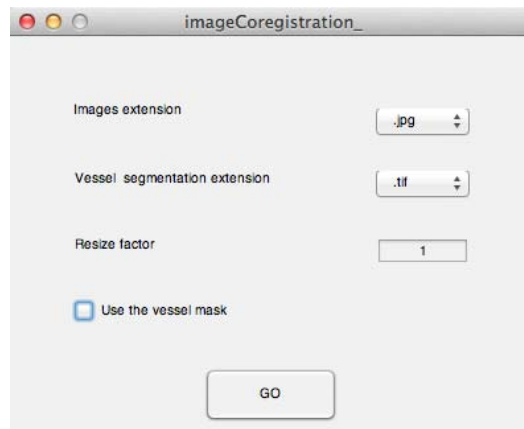 imageCoregistration_
Images extension
.jpg
Vessel segmentation extension
.tif
Resize factor
1
Use the vessel mask
GO